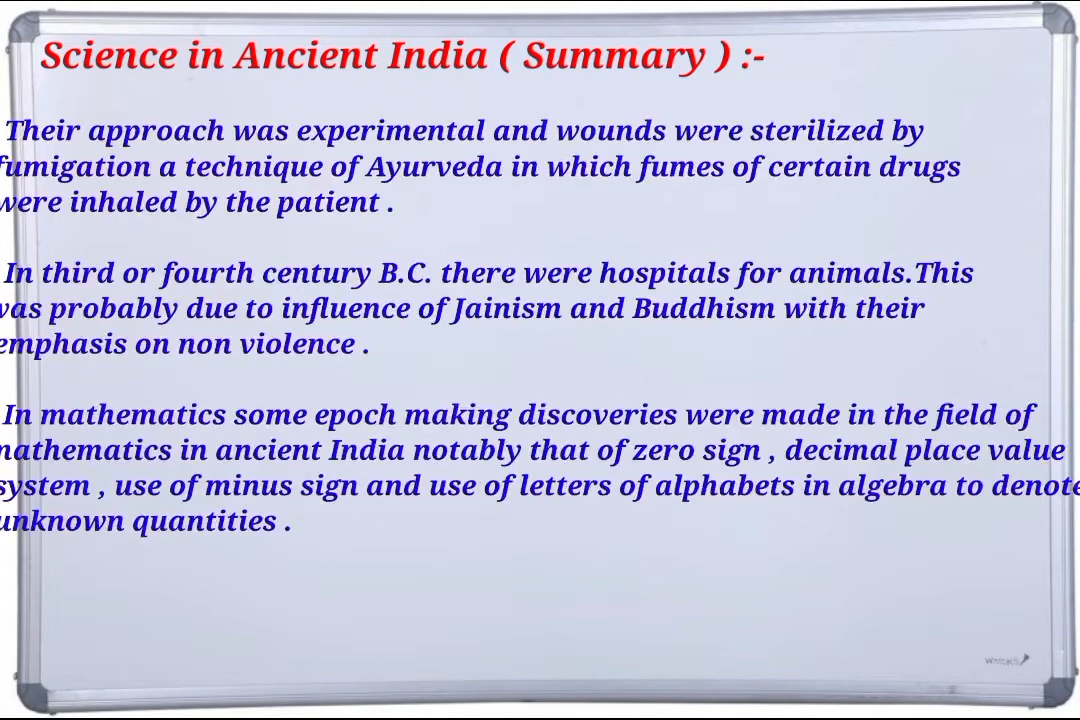 Science in Ancient India ( Summary ) :-
Their approach was experimental and wounds were sterilized by
fumigation a technique of Ayurveda in which fumes of certain drugs
were inhaled by the patient .
In third or fourth century B.C. there were hospitals for animals.This
was probably due to influence of Jainism and Buddhism with their
emphasis on non violence .
In mathematics some epoch making discoveries were made in the field of
mathematics in ancient India notably that of zero sign , decimal place value
system , use of minus sign and use of letters of alphabets in algebra to denote
unknown quantities .